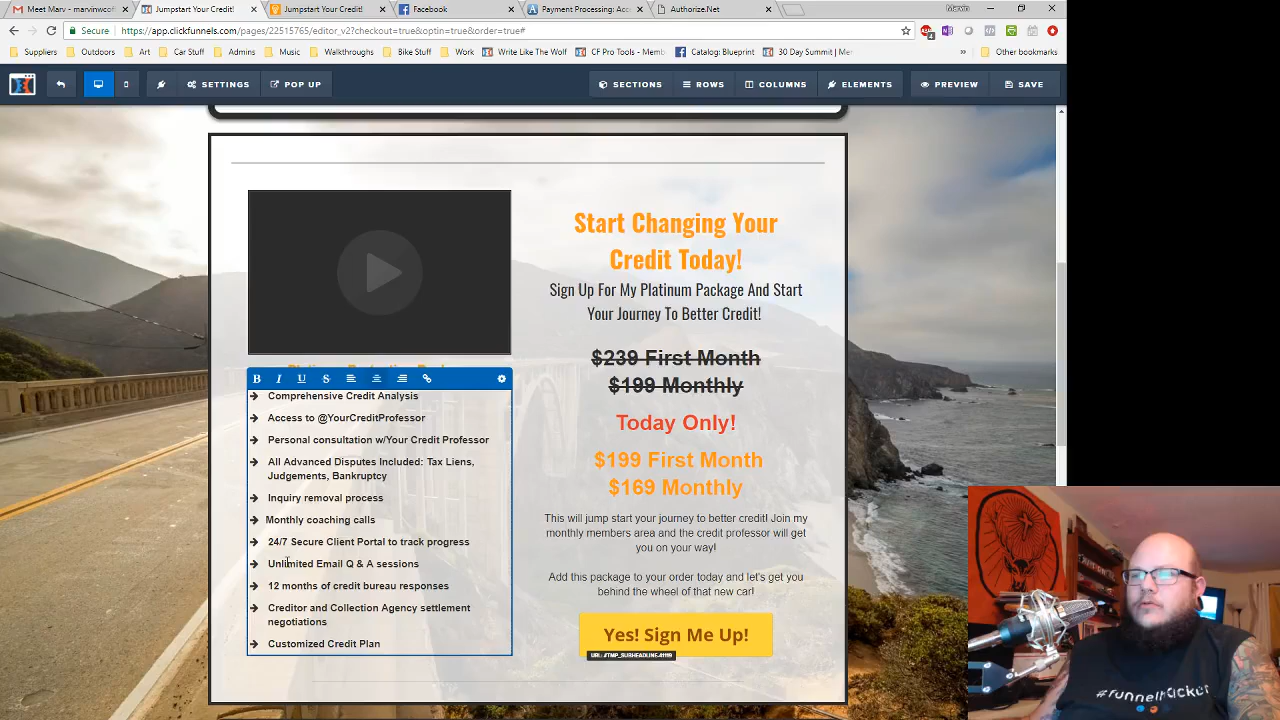 Meet Marv - marvinwcoff
Jumpstart Your Credit!
Jumpstart Your Credit!
Facebook
Payment Processing: Acc
Authorize.Net
Marvin
Secure
https://app.clickfunnels.com/pages/22515765/editor_v2?checkout=true&optin=true&order=true#
Suppliers
Outdoors
Art
Car Stuff
Admins
Music
Walkthroughs
Bike Stuff
Work
Write Like The Wolf
CF Pro Tools - Memb
Catalog: Blueprint
30 Day Summit | Mer
Other bookmarks
SETTINGS
POP UP
SECTIONS
ROWS
COLUMNS
ELEMENTS
PREVIEW
SAVE
B I U S
Comprehensive Credit Analysis
Access to @YourCreditProfessor
Personal consultation w/Your Credit Professor
All Advanced Disputes Included: Tax Liens,
Judgements, Bankruptcy
Inquiry removal process
Monthly coaching calls
24/7 Secure Client Portal to track progress
Unlimited Email Q & A sessions
12 months of credit bureau responses
Creditor and Collection Agency settlement
negotiations
Customized Credit Plan
Start Changing Your
Credit Today!
Sign Up For My Platinum Package And Start
Your Journey To Better Credit!
$239 First Month
$199 Monthly
Today Only!
$199 First Month
$169 Monthly
This will jump start your journey to better credit! Join my
monthly members area and the credit professor will get
you on your way!
Add this package to your order today and let's get you
behind the wheel of that new car!
Yes! Sign Me Up!